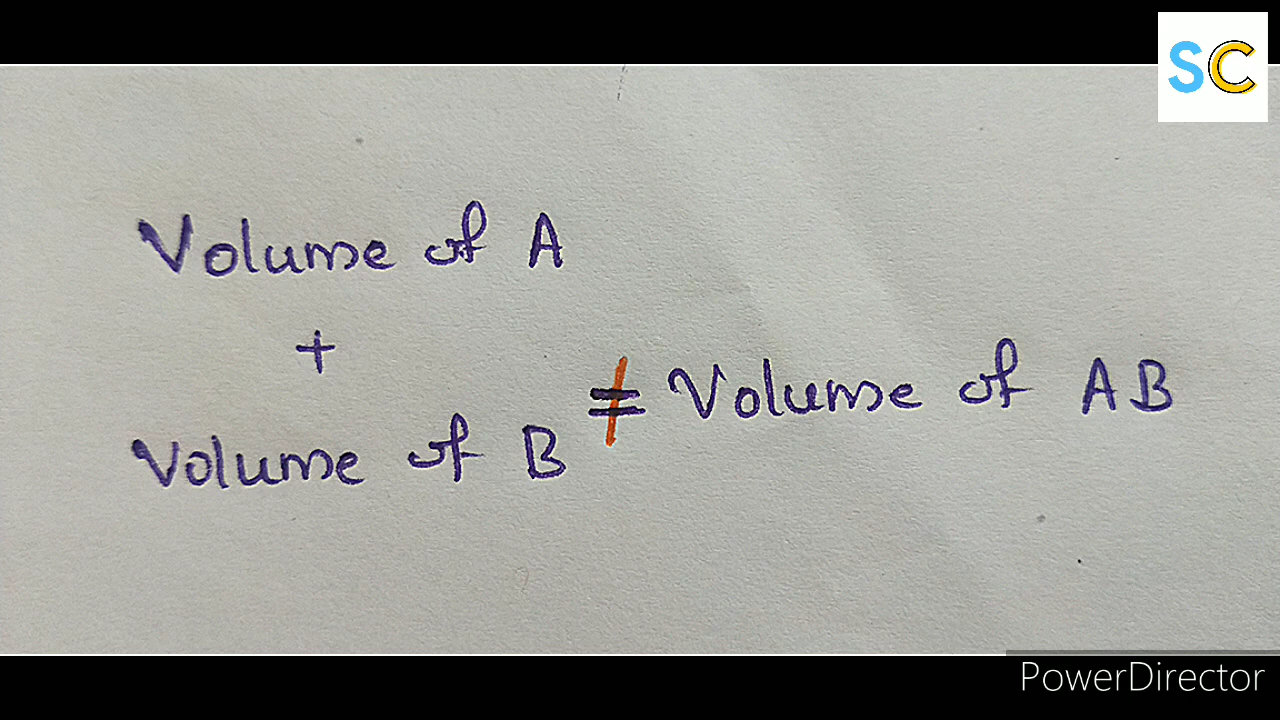 SC
Volume of A
+
Volume of B
≠ Volume of AB
PowerDirector